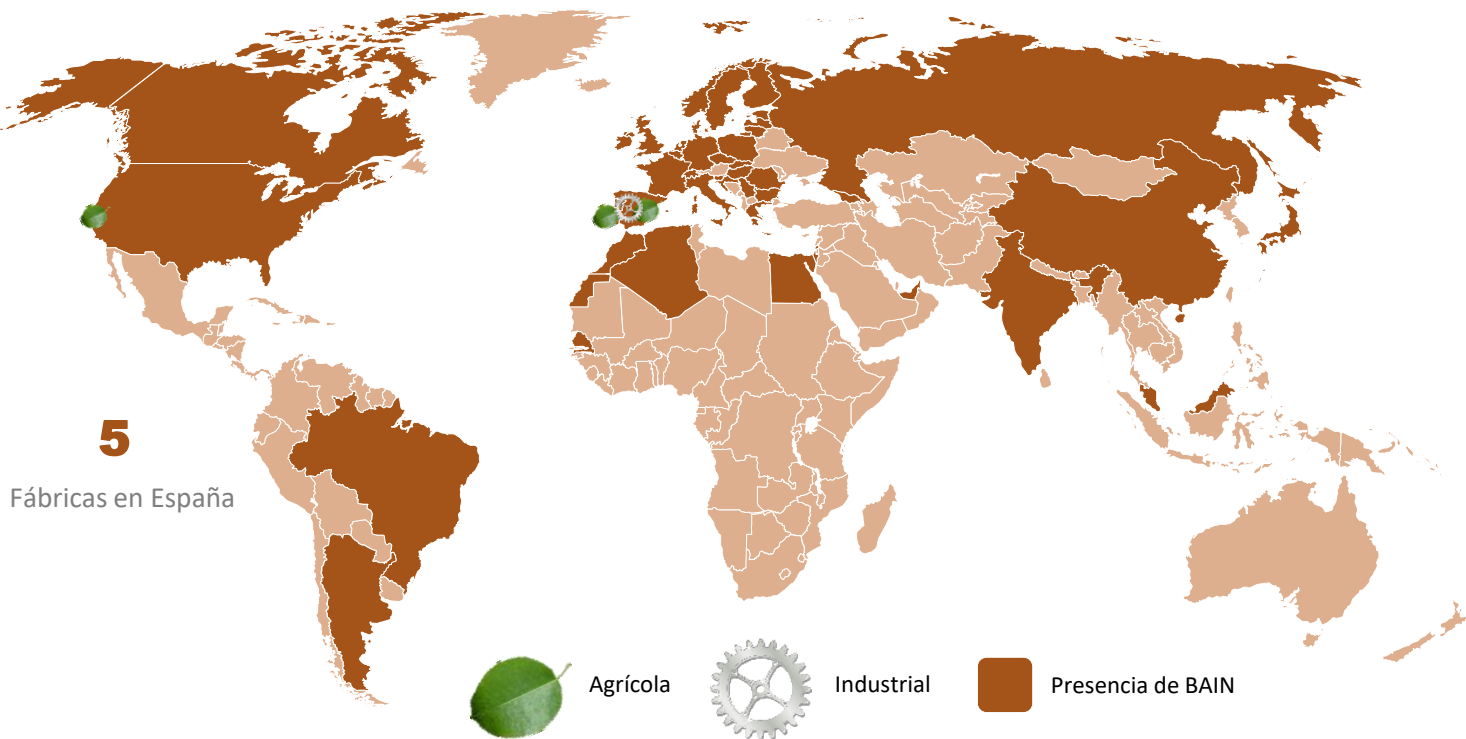 5
Fábricas en España
Agrícola
Industrial
Presencia de BAIN